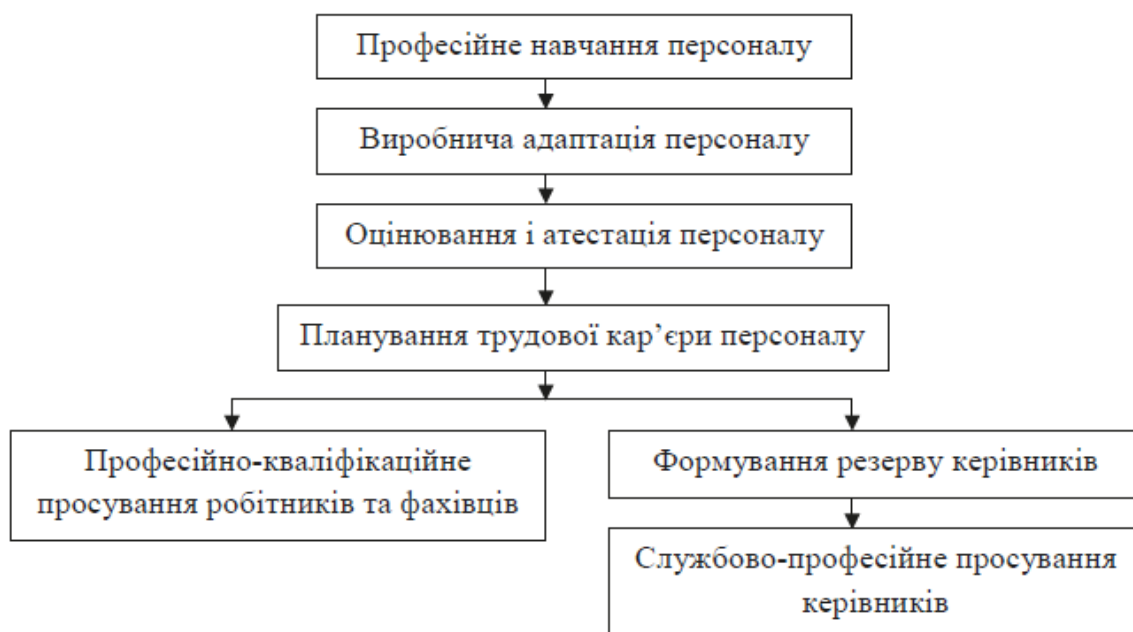 Професійне навчання персоналу
Виробнича адаптація персоналу
Оцінювання і атестація персоналу
Планування трудової кар’єри персоналу
Професійно-кваліфікаційне
просування робітників та фахівців
Формування резерву керівників
Службово-професійне просування
керівників